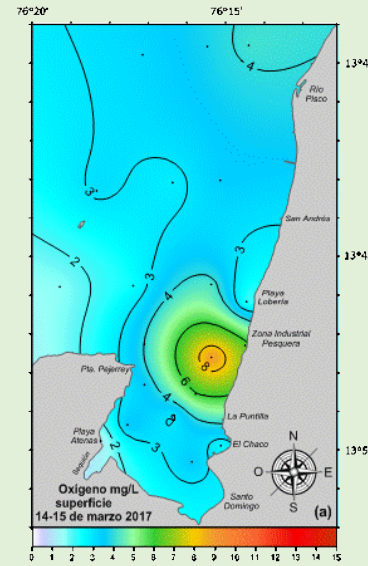 76°20'
76°15'
4
13°4
Río
Pisco
3
San Andrés
3
13°4
2
3
4
Playa
Lobería
Zona Industrial
Pesquera
8
Pta. Pejerrey
6
4
La Puntilla
Playa
Atenas
2
3
El Chaco
N
O
E
S
13°5
Oxígeno mg/L
superficie
14-15 de marzo 2017
Santo
Domingo
(a)
0 1 2 3 4 5 6 7 8 9 10 11 12 13 14 15